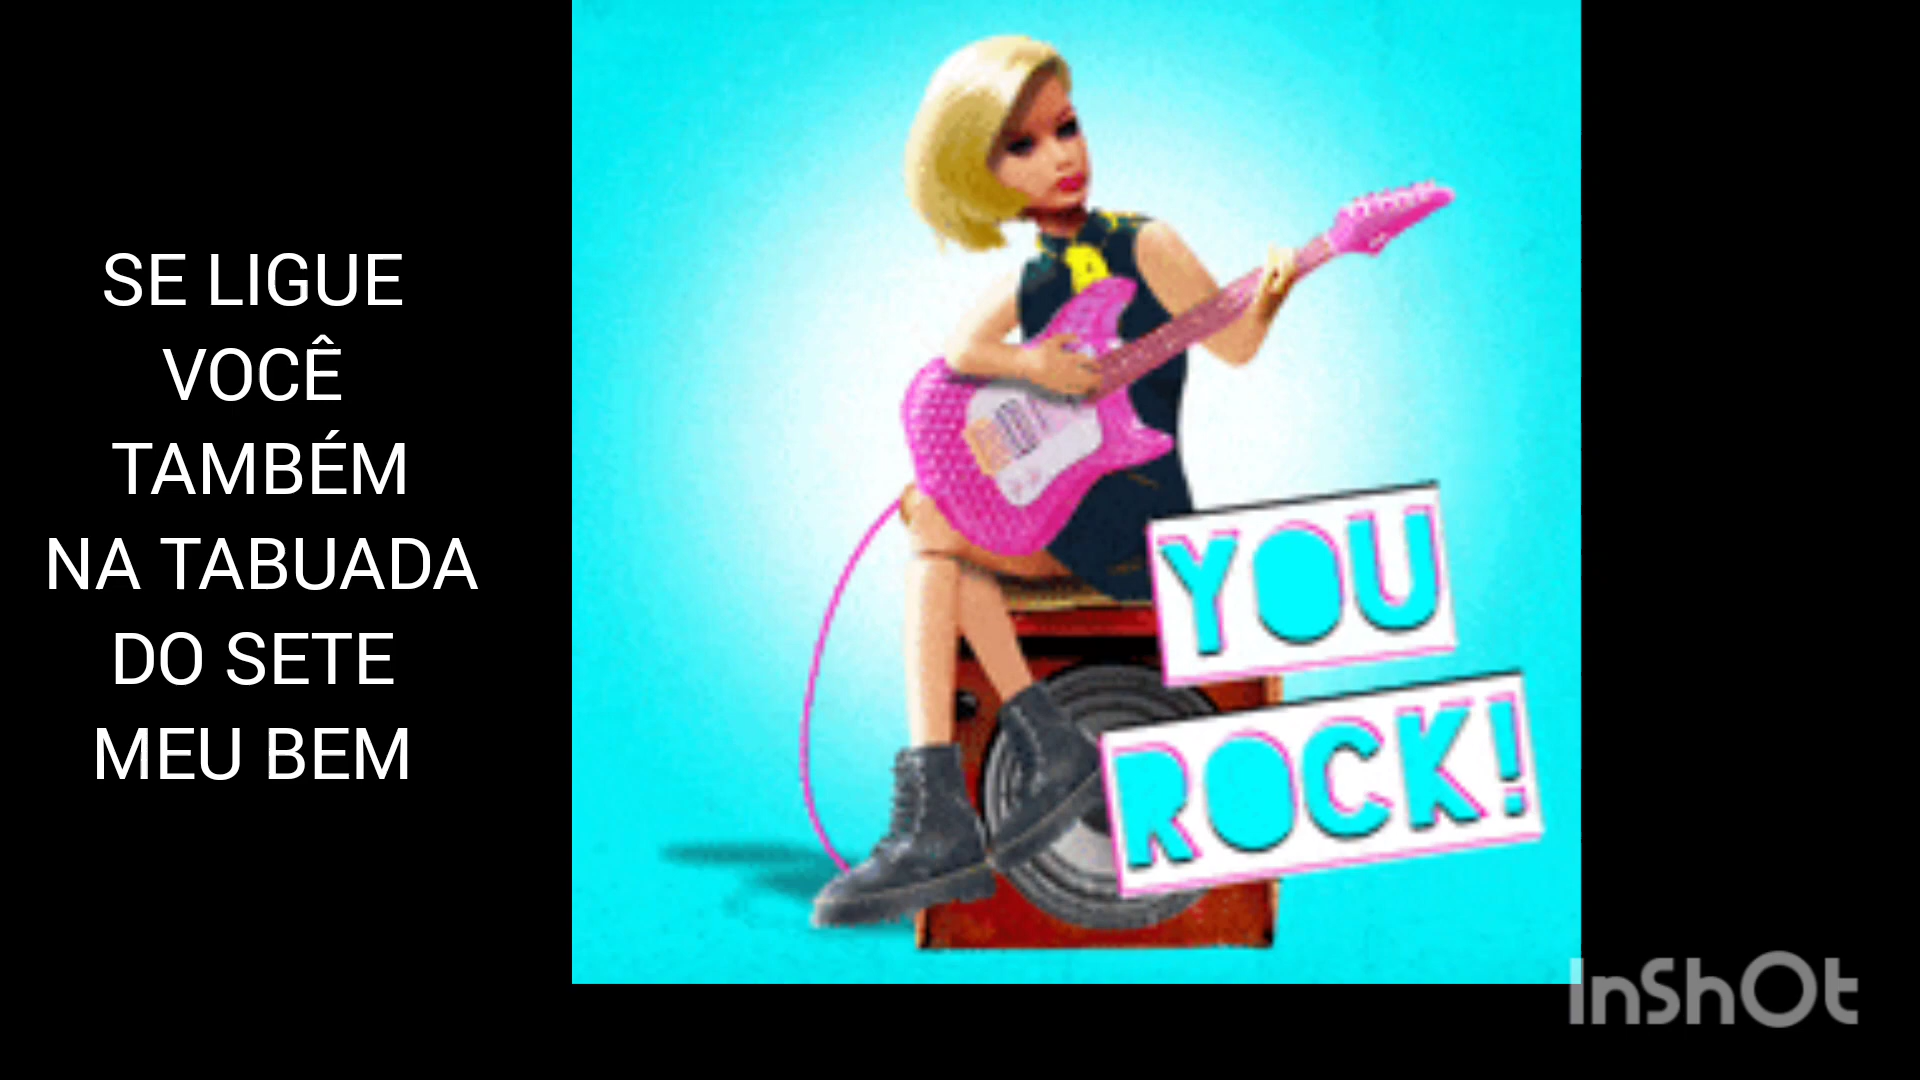 SE LIGUE
VOCÊ
TAMBÉM
NA TABUADA
DO SETE
MEU BEM
YOU
ROCK!
InShOt